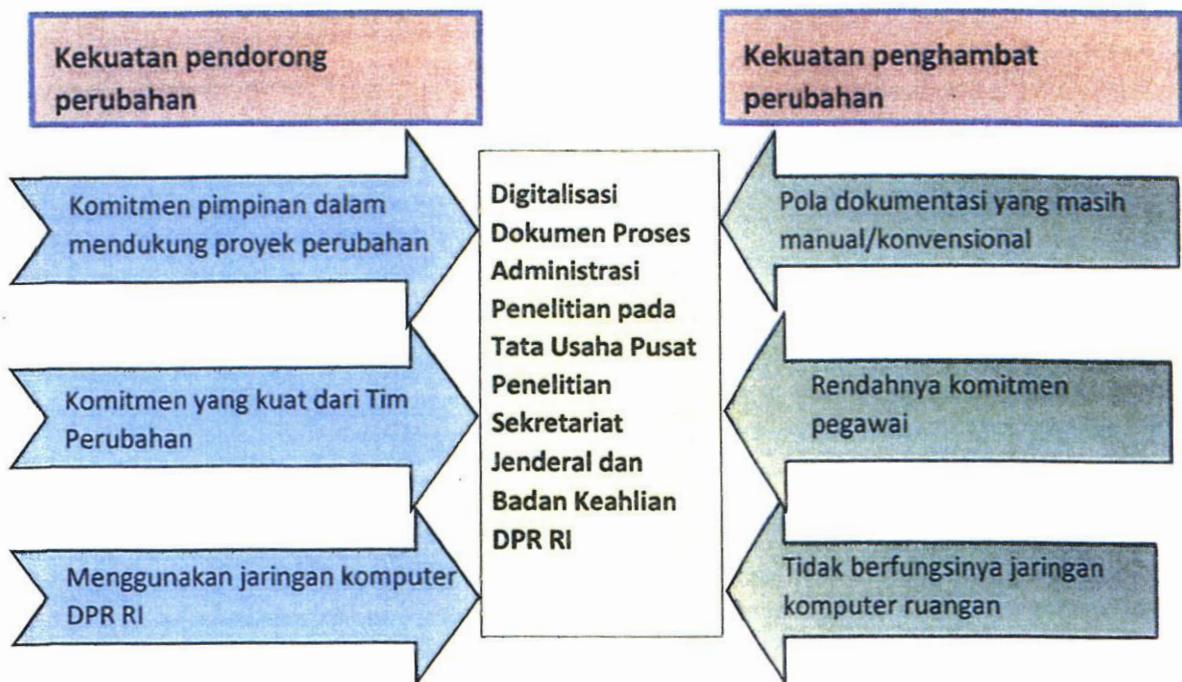 Kekuatan pendorong
perubahan
Kekuatan penghambat
perubahan
Komitmen pimpinan dalam
mendukung proyek perubahan
Komitmen yang kuat dari Tim
Perubahan
Menggunakan jaringan komputer
DPR RI
Digitalisasi
Dokumen Proses
Administrasi
Penelitian pada
Tata Usaha Pusat
Penelitian
Sekretariat
Jenderal dan
Badan Keahlian
DPR RI
Pola dokumentasi yang masih
manual/konvensional
Rendahnya komitmen
pegawai
Tidak berfungsinya jaringan
komputer ruangan